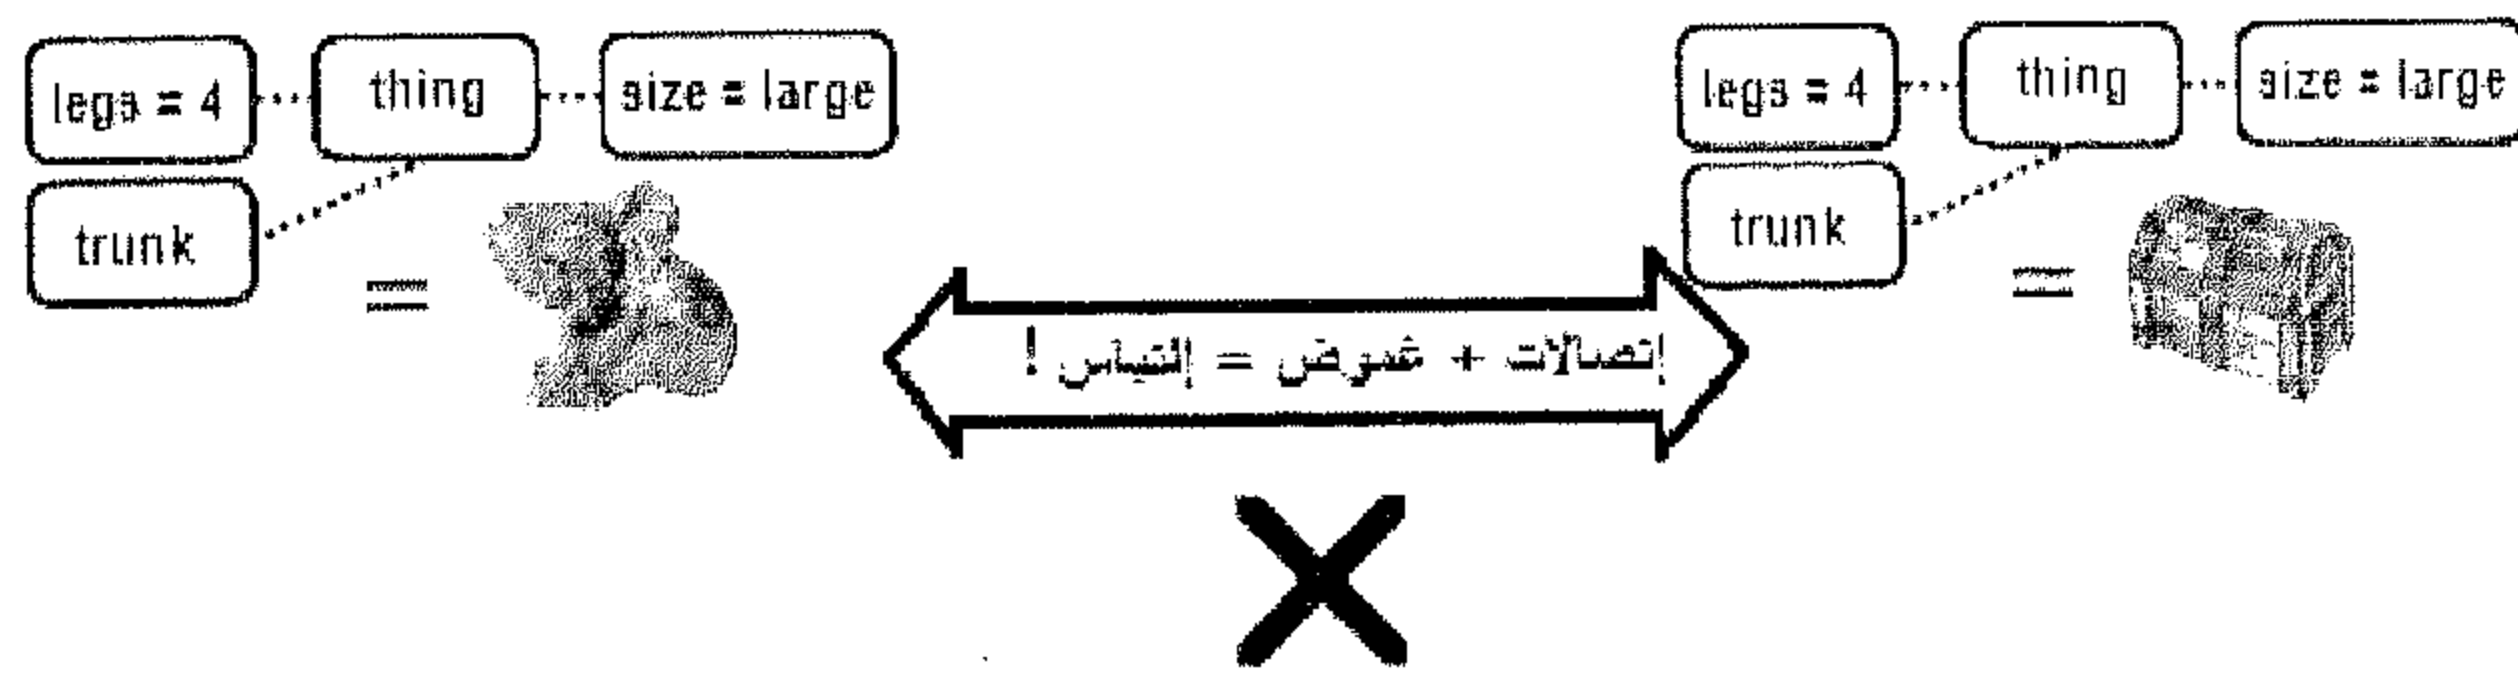 legs = 4
thing
size = large
trunk
=
legs = 4
thing
size = large
trunk
=
إتصالات + غموض = إلتباس !